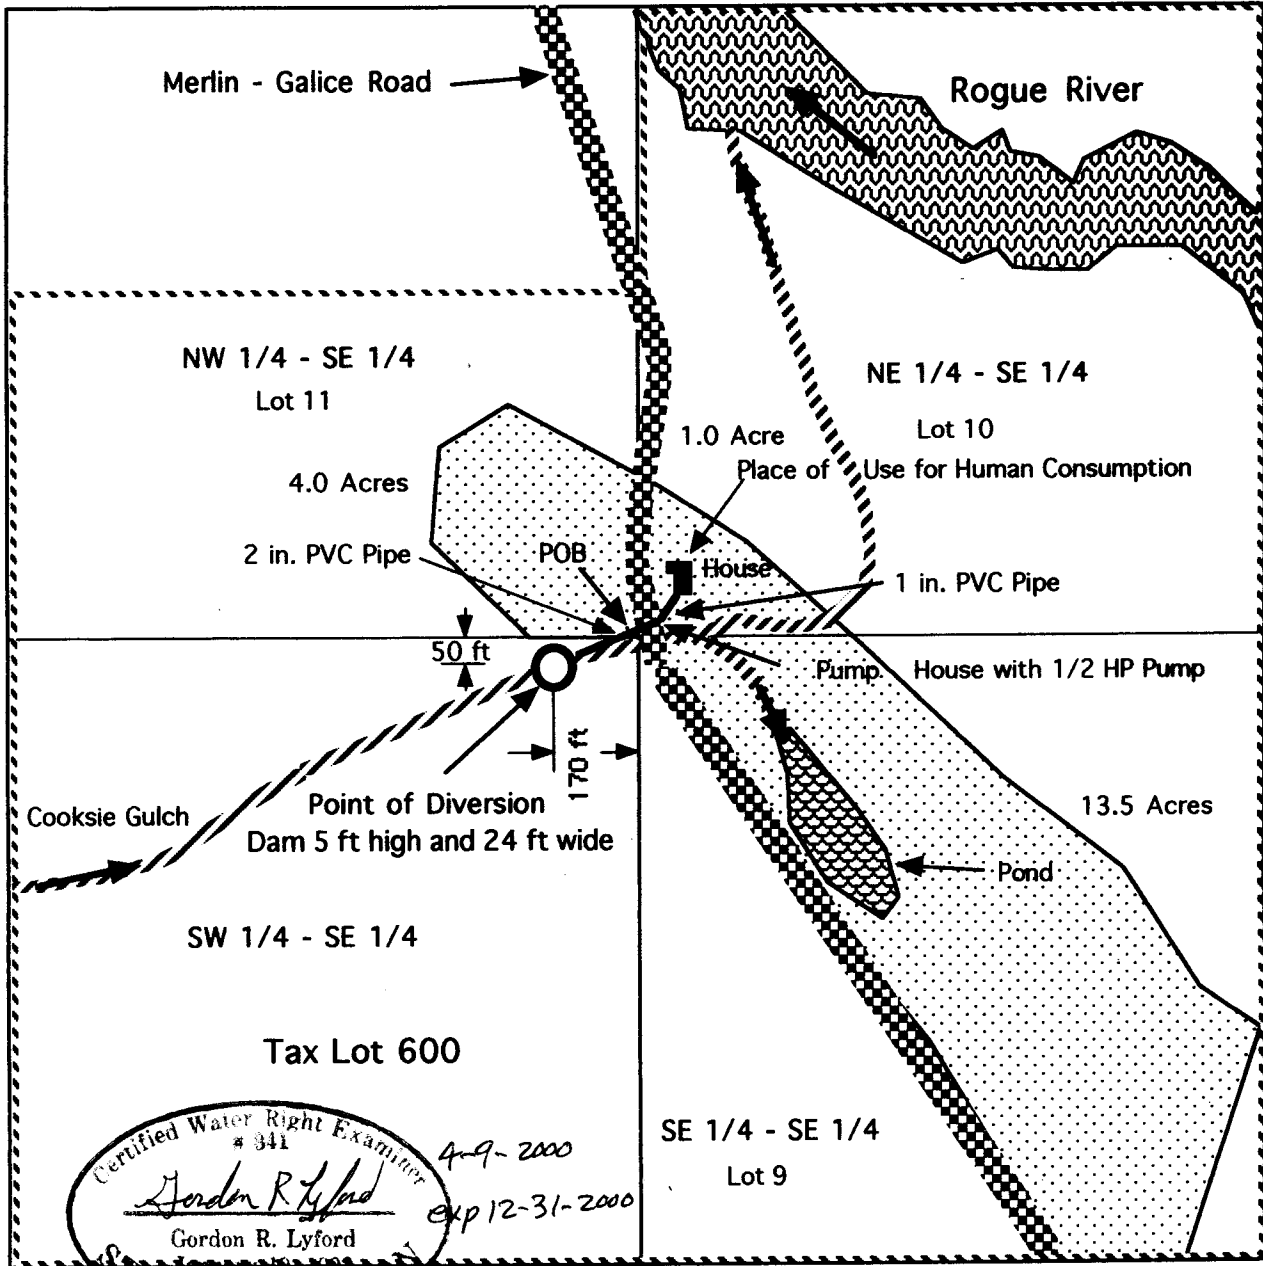 Merlin - Galice Road
Rogue River
NW 1/4 - SE 1/4
Lot 11
NE 1/4 - SE 1/4
Lot 10
1.0 Acre
Place of Use for Human Consumption
4.0 Acres
2 in. PVC Pipe
POB
House
1 in. PVC Pipe
50 ft
Pump House with 1/2 HP Pump
170 ft
Cooksie Gulch
Point of Diversion
Dam 5 ft high and 24 ft wide
13.5 Acres
Pond
SW 1/4 - SE 1/4
Tax Lot 600
SE 1/4 - SE 1/4
Lot 9
Certified Water Right Examiner
# 341
Gordon R. Lyford
Gordon R. Lyford
4-9-2000
exp 12-31-2000